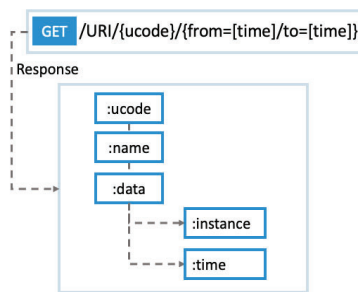 GET /URI/{ucode}/{from=[time]/to=[time]}
Response
:ucode
:name
:data
:instance
:time